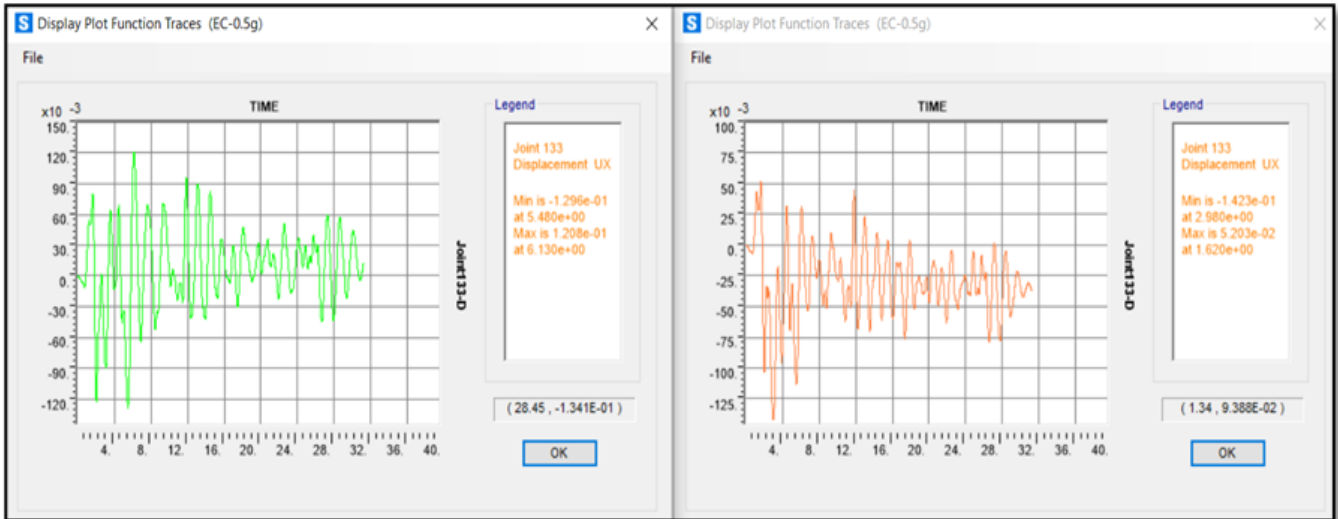 S Display Plot Function Traces (EC-0.5g)
File
TIME
x10 -3
150.
120.
90.
60.
30.
0.
-30.
-60.
-90.
-120.
4. 8. 12. 16. 20. 24. 28. 32. 36. 40.
Joint133-D
Legend
Joint 133
Displacement UX
Min is -1.296e-01
at 5.480e+00
Max is 1.208e-01
at 6.130e+00
( 28.45 , -1.341E-01 )
OK
S Display Plot Function Traces (EC-0.5g)
File
TIME
x10 -3
100.
75.
50.
25.
0.
-25.
-50.
-75.
-100.
-125.
4. 8. 12. 16. 20. 24. 28. 32. 36. 40.
Joint133-D
Legend
Joint 133
Displacement UX
Min is -1.423e-01
at 2.980e+00
Max is 5.203e-02
at 1.620e+00
( 1.34 , 9.388E-02 )
OK